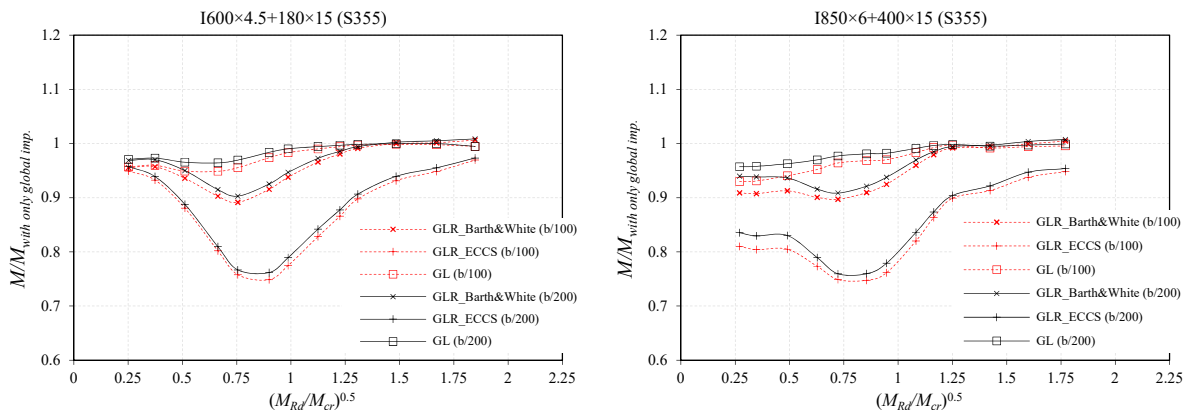 I600×4.5+180×15 (S355)
M/M with only global imp.
1.2
1.1
1
0.9
0.8
0.7
0.6
0 0.25 0.5 0.75 1 1.25 1.5 1.75 2 2.25
(M_Rd/M_cr)^0.5
GLR_Barth&White (b/100)
GLR_ECCS (b/100)
GL (b/100)
GLR_Barth&White (b/200)
GLR_ECCS (b/200)
GL (b/200)
I850×6+400×15 (S355)
M/M with only global imp.
1.2
1.1
1
0.9
0.8
0.7
0.6
0 0.25 0.5 0.75 1 1.25 1.5 1.75 2 2.25
(M_Rd/M_cr)^0.5
GLR_Barth&White (b/100)
GLR_ECCS (b/100)
GL (b/100)
GLR_Barth&White (b/200)
GLR_ECCS (b/200)
GL (b/200)